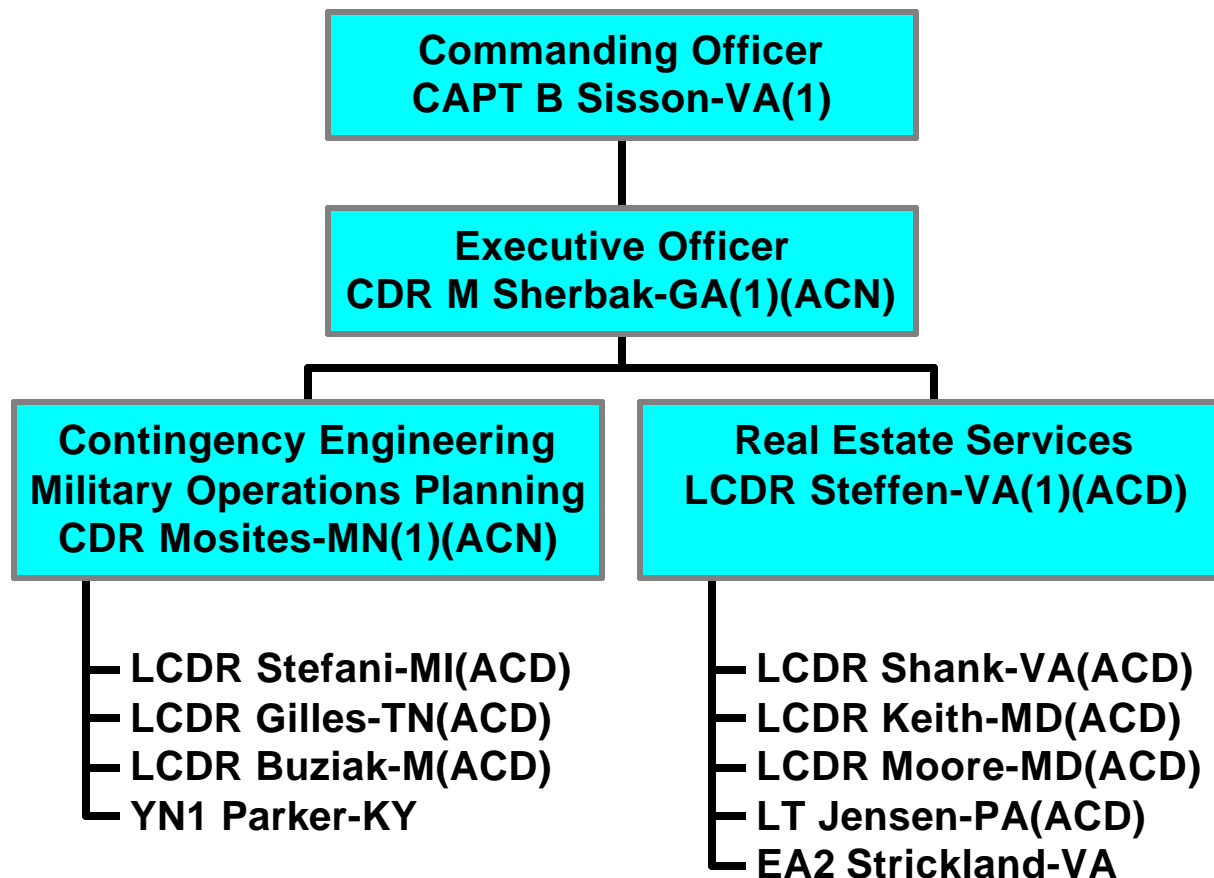 Commanding Officer
CAPT B Sisson-VA(1)
Executive Officer
CDR M Sherbak-GA(1)(ACN)
Contingency Engineering
Military Operations Planning
CDR Mosites-MN(1)(ACN)
LCDR Stefani-MI(ACD)
LCDR Gilles-TN(ACD)
LCDR Buziak-M(ACD)
YN1 Parker-KY
Real Estate Services
LCDR Steffen-VA(1)(ACD)
LCDR Shank-VA(ACD)
LCDR Keith-MD(ACD)
LCDR Moore-MD(ACD)
LT Jensen-PA(ACD)
EA2 Strickland-VA